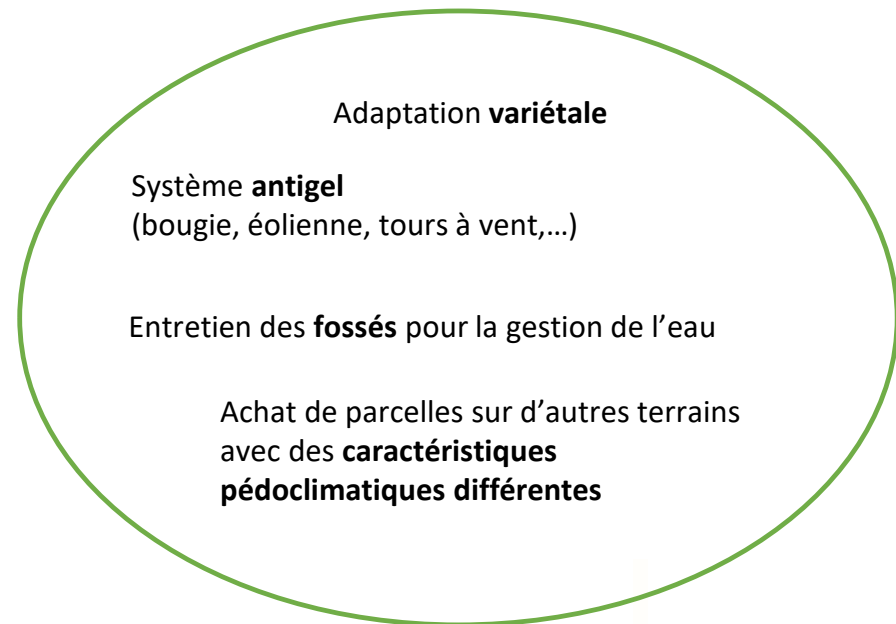 Adaptation variétale
Système antigel
(bougie, éolienne, tours à vent,…)
Entretien des fossés pour la gestion de l’eau
Achat de parcelles sur d’autres terrains
avec des caractéristiques
pédoclimatiques différentes